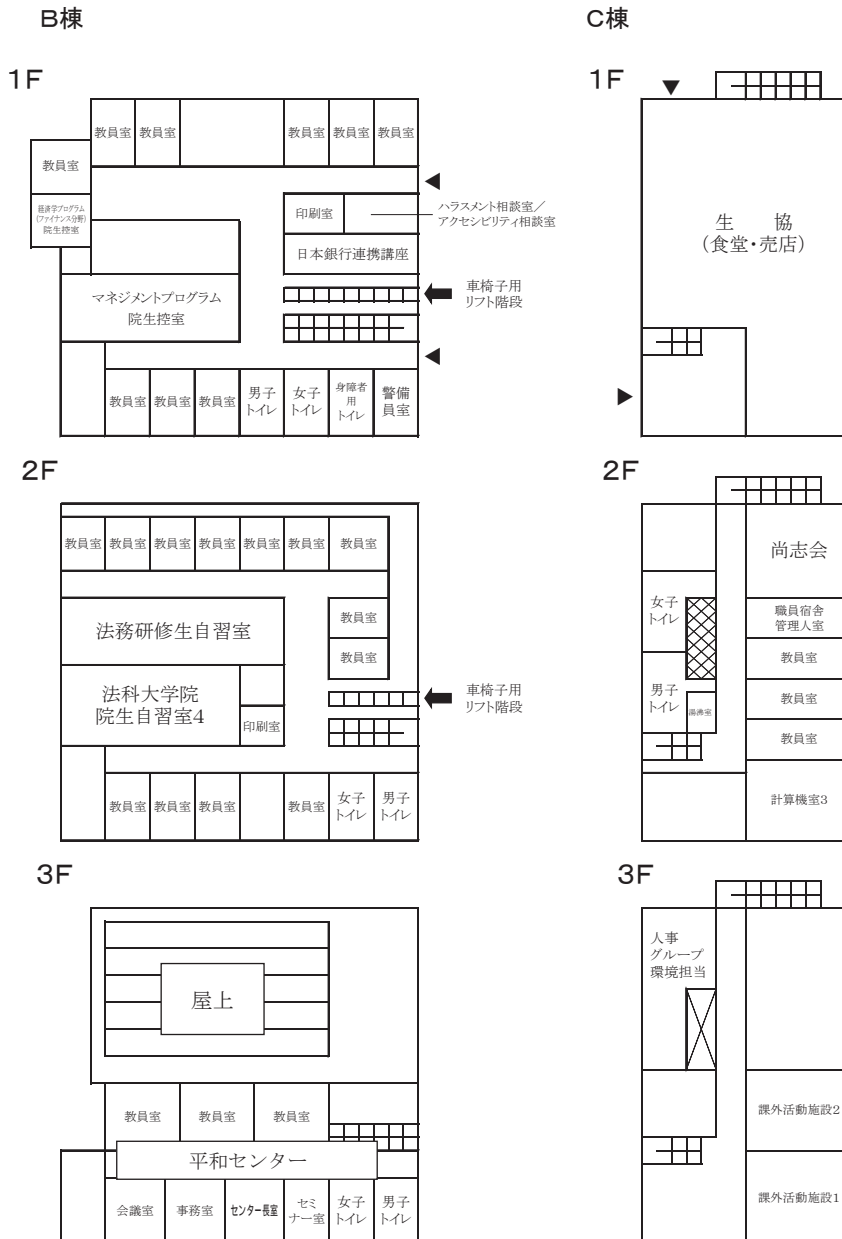 B棟
1F
教員室
教員室
教員室
教員室
教員室
教員室
経済学プログラム
(ファイナンス分野)
院生控室
印刷室
ハラスメント相談室／
アクセシビリティ相談室
日本銀行連携講座
マネジメントプログラム
院生控室
車椅子用
リフト階段
教員室
教員室
教員室
男子
トイレ
女子
トイレ
身障者
用
トイレ
警備
員室
2F
教員室
教員室
教員室
教員室
教員室
教員室
教員室
法務研修生自習室
教員室
教員室
法科大学院
院生自習室4
印刷室
車椅子用
リフト階段
教員室
教員室
教員室
教員室
女子
トイレ
男子
トイレ
3F
屋上
教員室
教員室
教員室
平和センター
会議室
事務室
センター長室
セミ
ナー室
女子
トイレ
男子
トイレ
C棟
1F
生　協
(食堂・売店)
2F
尚志会
女子
トイレ
職員宿舎
管理人室
教員室
男子
トイレ
湯沸室
教員室
教員室
計算機室3
3F
人事
グループ
環境担当
課外活動施設2
課外活動施設1